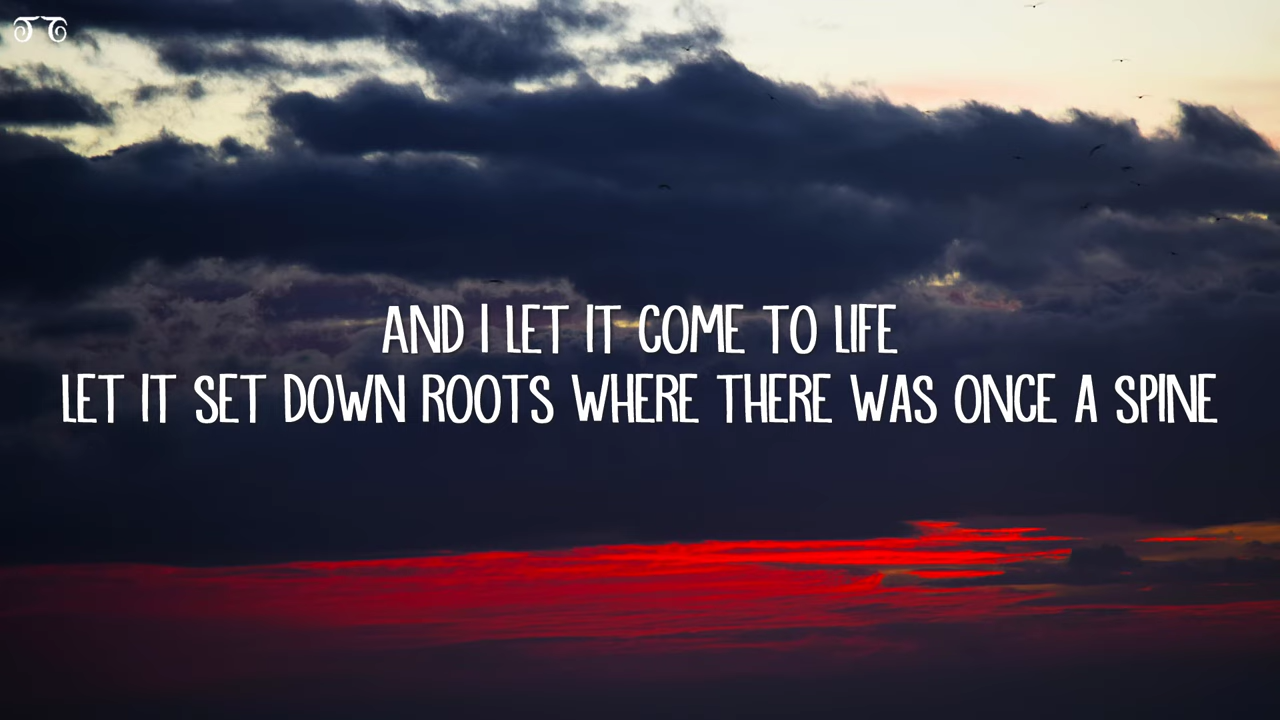 AND I LET IT COME TO LIFE
LET IT SET DOWN ROOTS WHERE THERE WAS ONCE A SPINE